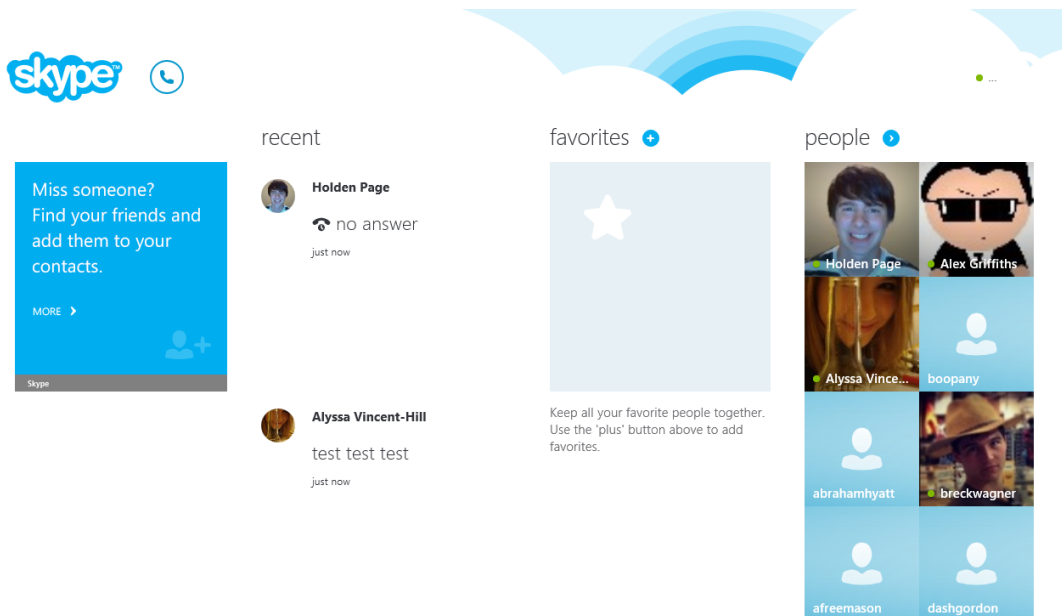 skype™
...
recent
favorites
people
Miss someone?
Find your friends and
add them to your
contacts.
MORE
Skype
Holden Page
no answer
just now
Alyssa Vincent-Hill
test test test
just now
Keep all your favorite people together.
Use the 'plus' button above to add
favorites.
Holden Page
Alex Griffiths
Alyssa Vince...
boopany
abrahamhyatt
breckwagner
afreemason
dashgordon